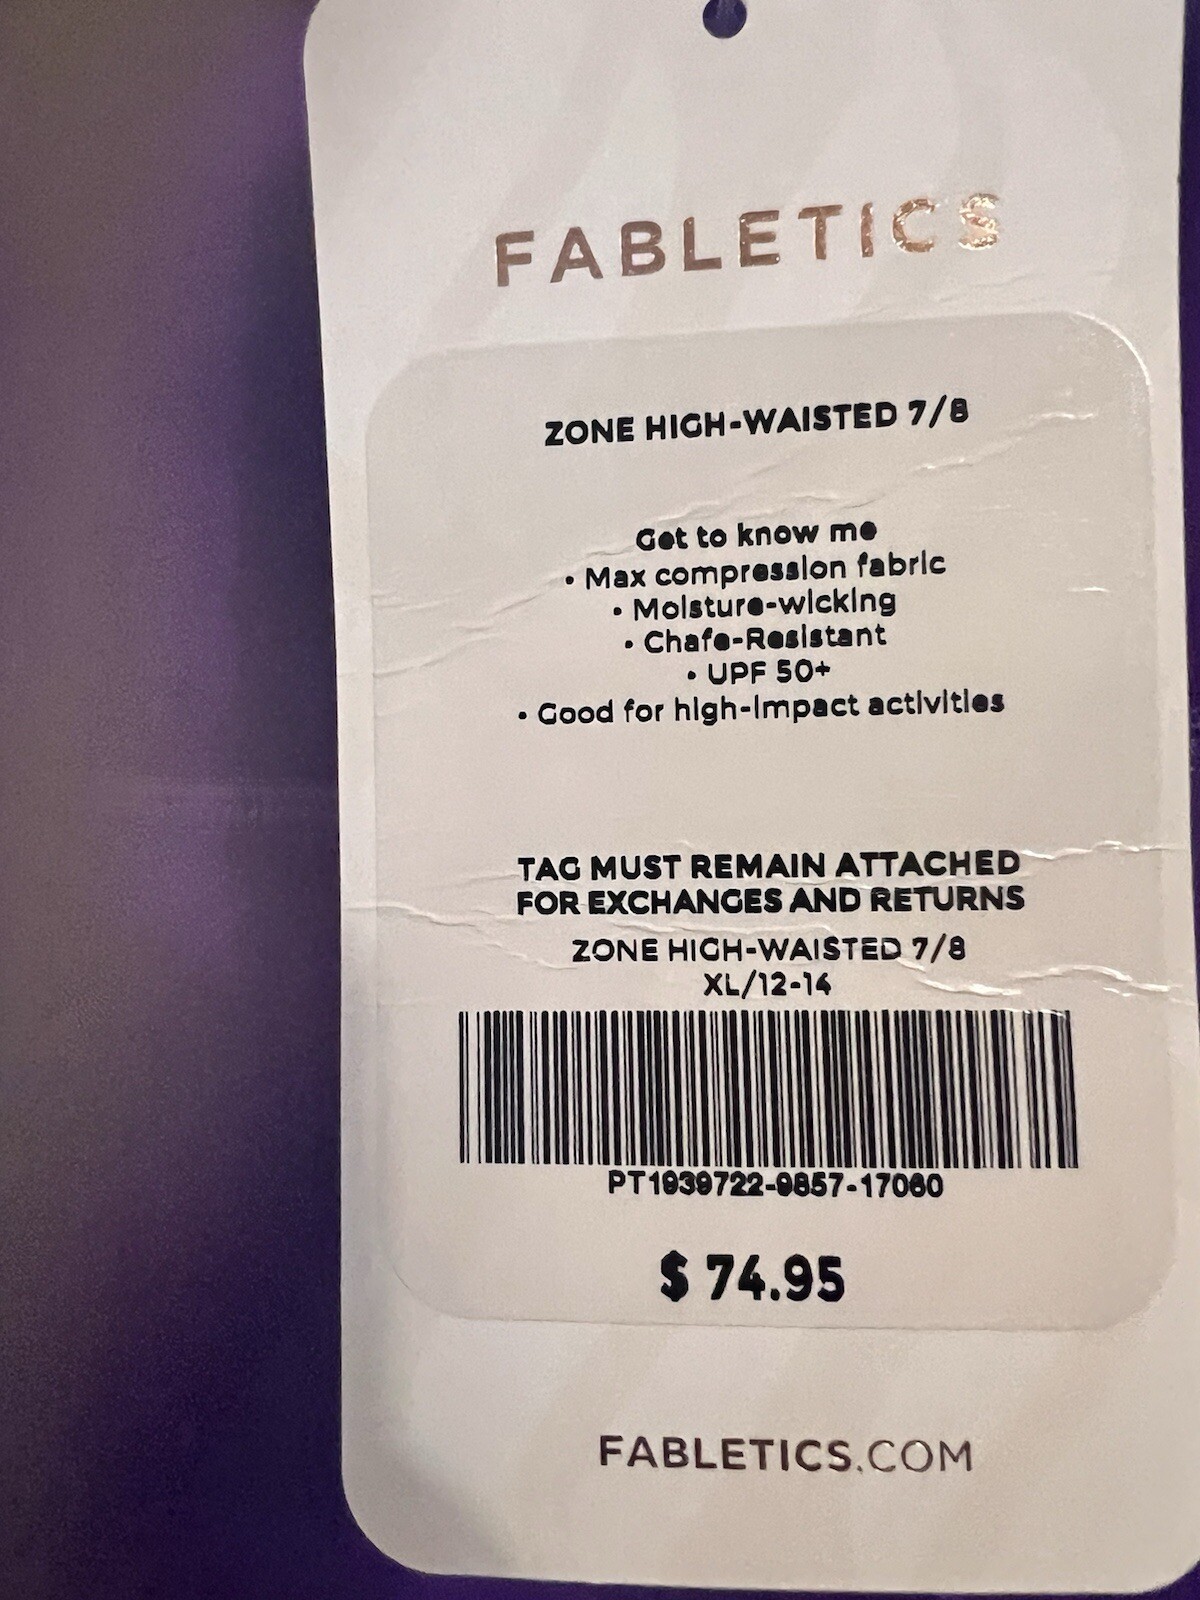 FABLETICS
ZONE HIGH-WAISTED 7/8
Get to know me
• Max compression fabric
• Moisture-wicking
• Chafe-Resistant
• UPF 50+
• Good for high-impact activities
TAG MUST REMAIN ATTACHED
FOR EXCHANGES AND RETURNS
ZONE HIGH-WAISTED 7/8
XL/12-14
PT1939722-9857-17060
$ 74.95
FABLETICS.COM